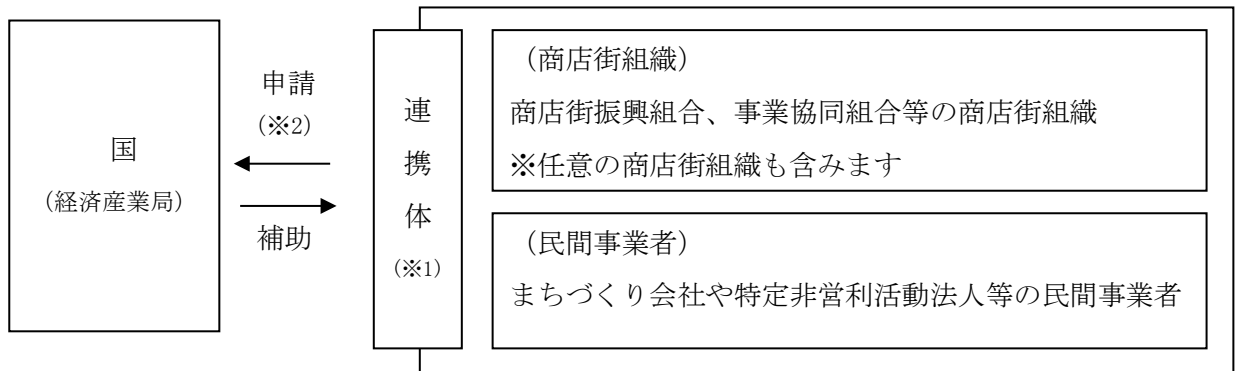 国
(経済産業局)
申請
(※2)
補助
連
携
体
(※1)
（商店街組織）
商店街振興組合、事業協同組合等の商店街組織
※任意の商店街組織も含みます
（民間事業者）
まちづくり会社や特定非営利活動法人等の民間事業者